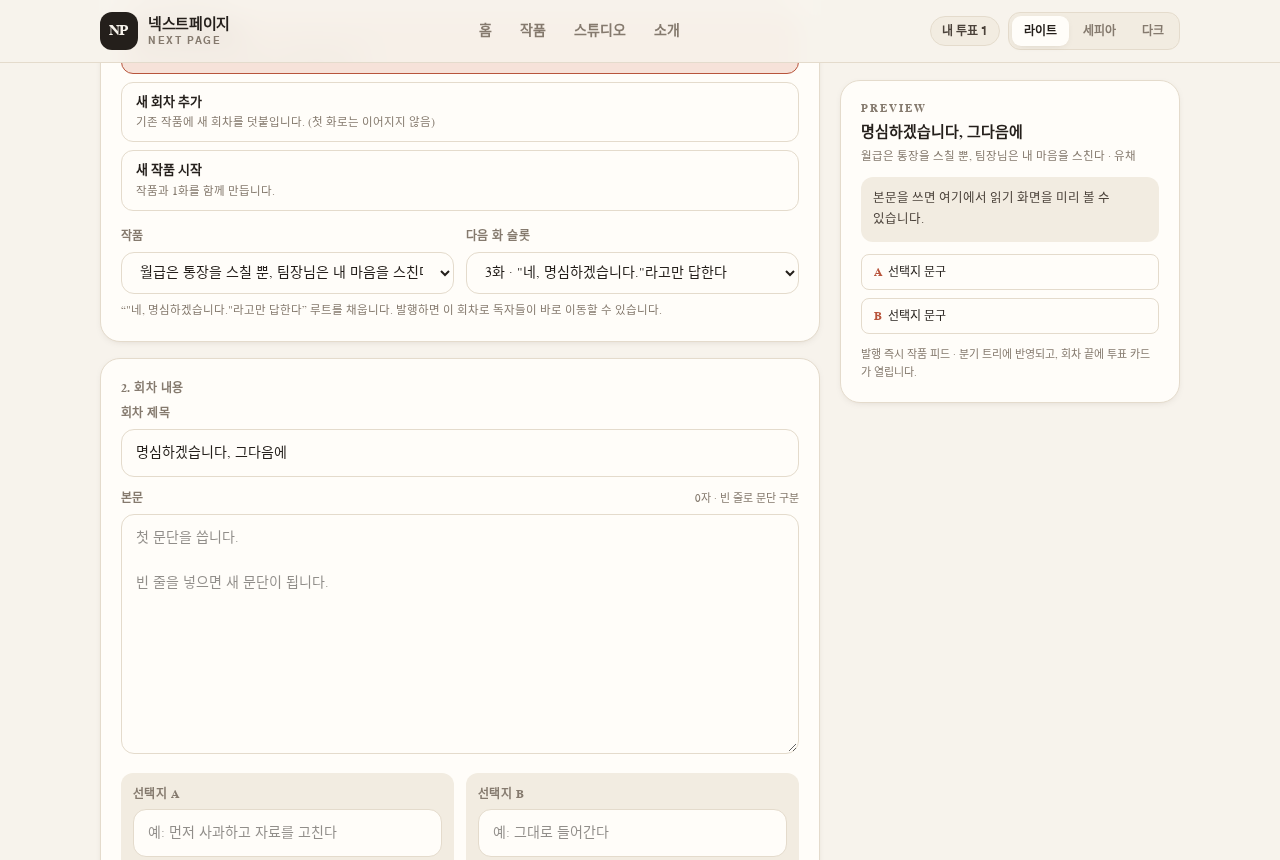 NP
넥스트페이지
NEXT PAGE
홈
작품
스튜디오
소개
내 투표 1
라이트
세피아
다크
새 회차 추가
기존 작품에 새 회차를 덧붙입니다. (첫 화로는 이어지지 않음)
새 작품 시작
작품과 1화를 함께 만듭니다.
작품
다음 화 슬롯
월급은 통장을 스칠 뿐, 팀장님은 내 마음을 스친다
3화 · "네, 명심하겠습니다."라고만 답한다
“"네, 명심하겠습니다."라고만 답한다” 루트를 채웁니다. 발행하면 이 회차로 독자들이 바로 이동할 수 있습니다.
2. 회차 내용
회차 제목
명심하겠습니다, 그다음에
본문
0자 · 빈 줄로 문단 구분
첫 문단을 씁니다.
빈 줄을 넣으면 새 문단이 됩니다.
선택지 A
선택지 B
예: 먼저 사과하고 자료를 고친다
예: 그대로 들어간다
PREVIEW
명심하겠습니다, 그다음에
월급은 통장을 스칠 뿐, 팀장님은 내 마음을 스친다 · 유채
본문을 쓰면 여기에서 읽기 화면을 미리 볼 수
있습니다.
A 선택지 문구
B 선택지 문구
발행 즉시 작품 피드 · 분기 트리에 반영되고, 회차 끝에 투표 카드
가 열립니다.